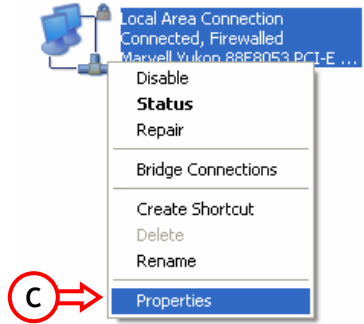 Local Area Connection
Connected, Firewalled
Marvell Yukon 88E8053 PCI-E ...
Disable
Status
Repair
Bridge Connections
Create Shortcut
Delete
Rename
C
Properties